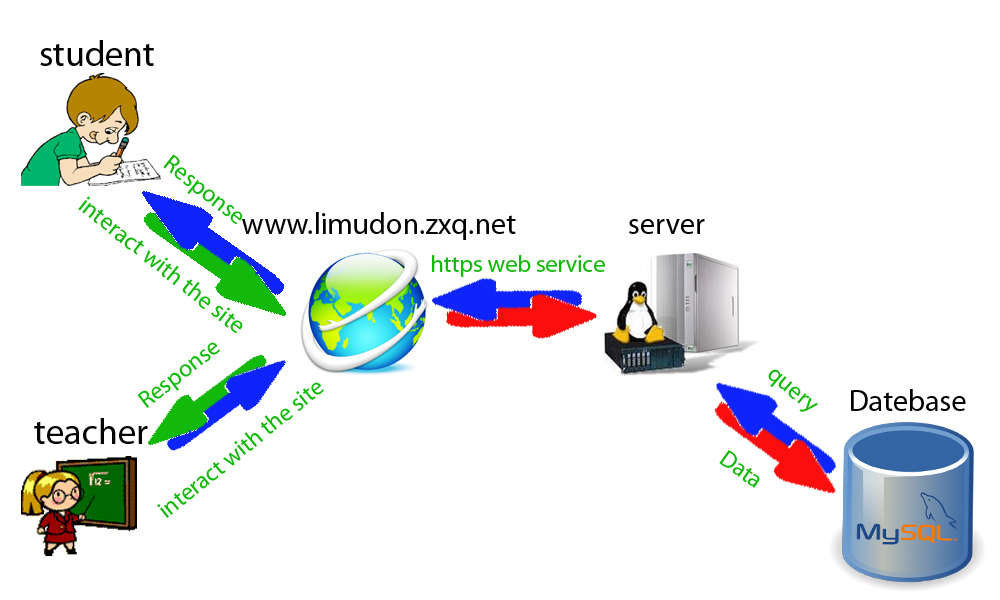 student
Response
interact with the site
www.limudon.zxq.net
https web service
server
Response
interact with the site
teacher
√12 =
query
Data
Datebase
MySQL